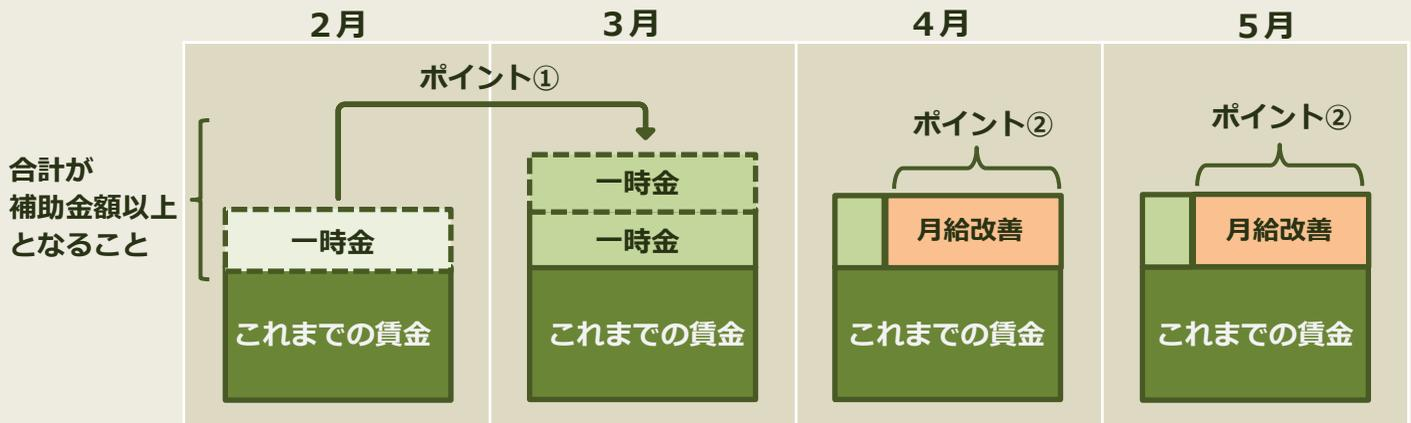 2月
3月
4月
5月
ポイント①
ポイント②
ポイント②
合計が
補助金額以上
となること
一時金
一時金
一時金
月給改善
月給改善
これまでの賃金
これまでの賃金
これまでの賃金
これまでの賃金